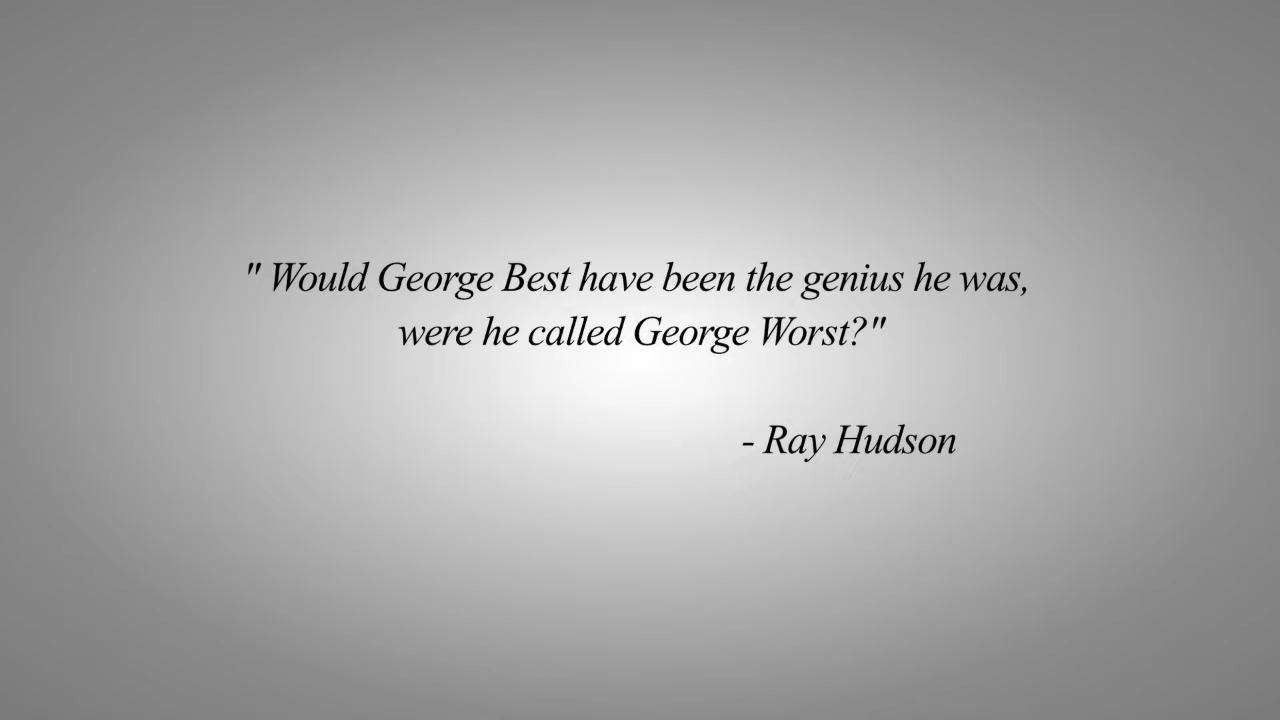 " Would George Best have been the genius he was,
were he called George Worst?"
- Ray Hudson